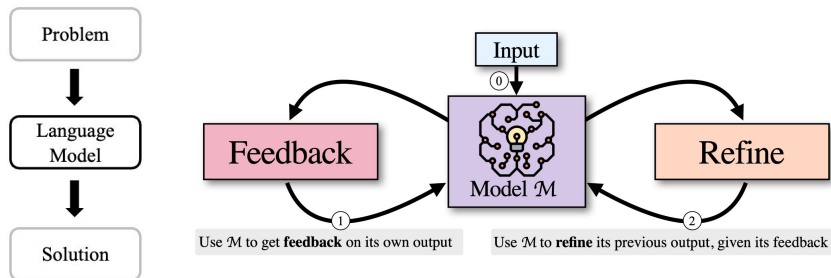 Problem
Language
Model
Solution
Input
0
Feedback
Model M
Refine
1
2
Use M to get feedback on its own output
Use M to refine its previous output, given its feedback